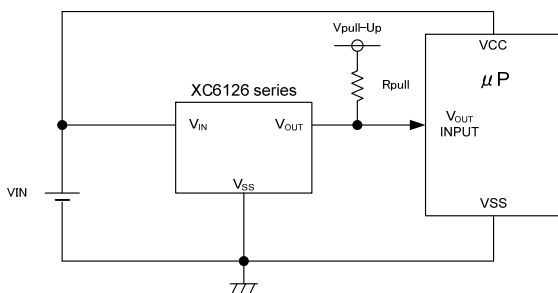 Vpull-Up
VCC
μP
Rpull
XC6126 series
VIN
VOUT
VOUT
INPUT
VSS
VIN
VSS